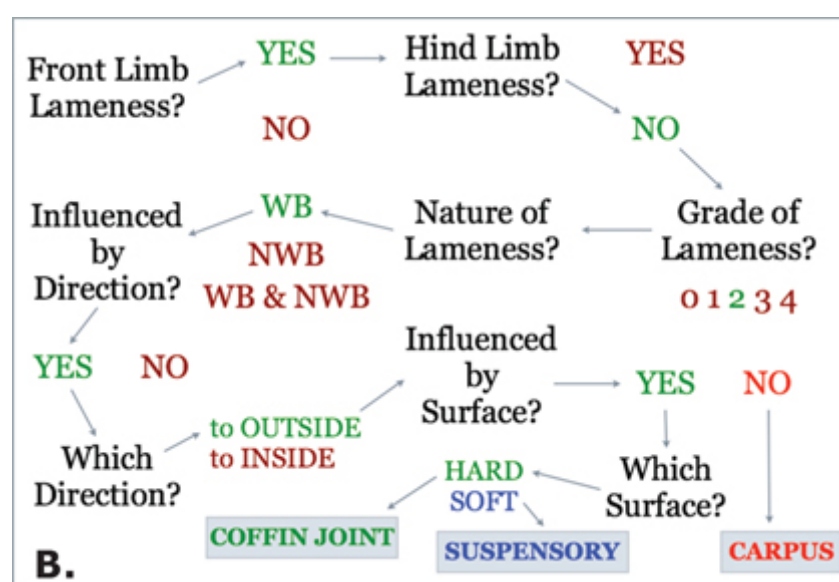 Front Limb
Lameness?
YES
NO
Hind Limb
Lameness?
YES
NO
Influenced
by
Direction?
WB
NWB
WB & NWB
Nature of
Lameness?
Grade of
Lameness?
0 1 2 3 4
YES NO
Which
Direction?
to OUTSIDE
to INSIDE
Influenced
by
Surface?
YES NO
Which
Surface?
HARD
SOFT
COFFIN JOINT
SUSPENSORY
CARPUS
B.